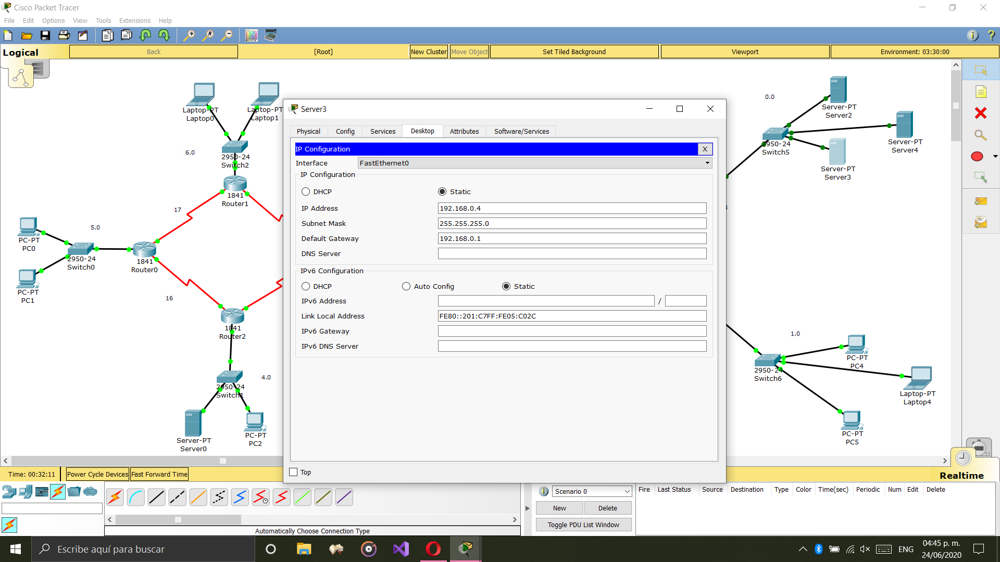 Cisco Packet Tracer
File Edit Options View Tools Extensions Help
Logical Back [Root] New Cluster Move Object Set Tiled Background Viewport Environment: 03:30:00
Laptop-PT
Laptop0
Laptop-PT
Laptop1
6.0
2950-24
Switch2
1841
Router1
17
5.0
PC-PT
PC0
2950-24
Switch0
1841
Router0
PC-PT
PC1
16
1841
Router2
4.0
2950-24
Switch1
Server-PT
Server0
PC-PT
PC2
Server3
Physical Config Services Desktop Attributes Software/Services
IP Configuration X
Interface FastEthernet0
IP Configuration
DHCP Static
IP Address 192.168.0.4
Subnet Mask 255.255.255.0
Default Gateway 192.168.0.1
DNS Server
IPv6 Configuration
DHCP Auto Config Static
IPv6 Address /
Link Local Address FE80::201:C7FF:FE05:C02C
IPv6 Gateway
IPv6 DNS Server
Top
0.0
Server-PT
Server2
Server-PT
Server4
2950-24
Switch5
Server-PT
Server3
1.0
PC-PT
PC4
2950-24
Switch6
Laptop-PT
Laptop4
PC-PT
PC5
Time: 00:32:11 Power Cycle Devices Fast Forward Time Realtime
Scenario 0
New Delete
Toggle PDU List Window
Fire Last Status Source Destination Type Color Time(sec) Periodic Num Edit Delete
Automatically Choose Connection Type
Escribe aquí para buscar
ENG
04:45 p. m.
24/06/2020